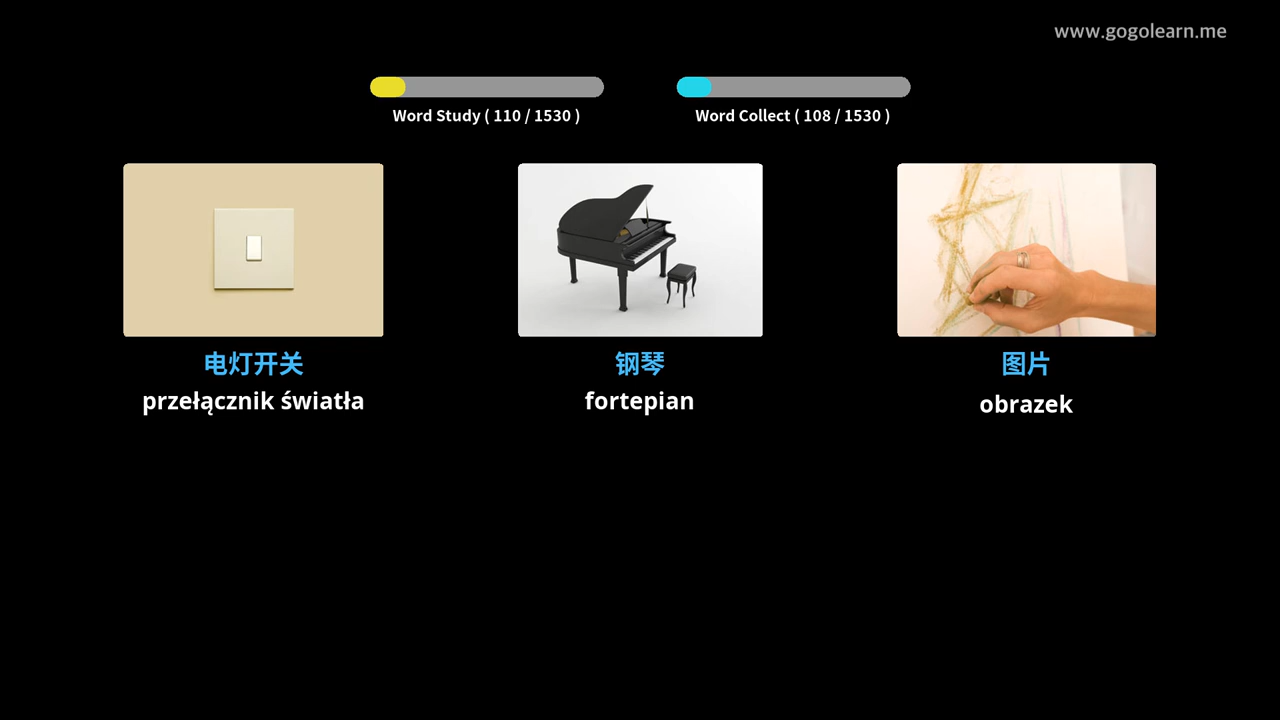 www.gogolearn.me
Word Study ( 110 / 1530 )
Word Collect ( 108 / 1530 )
电灯开关
钢琴
图片
przełącznik światła
fortepian
obrazek